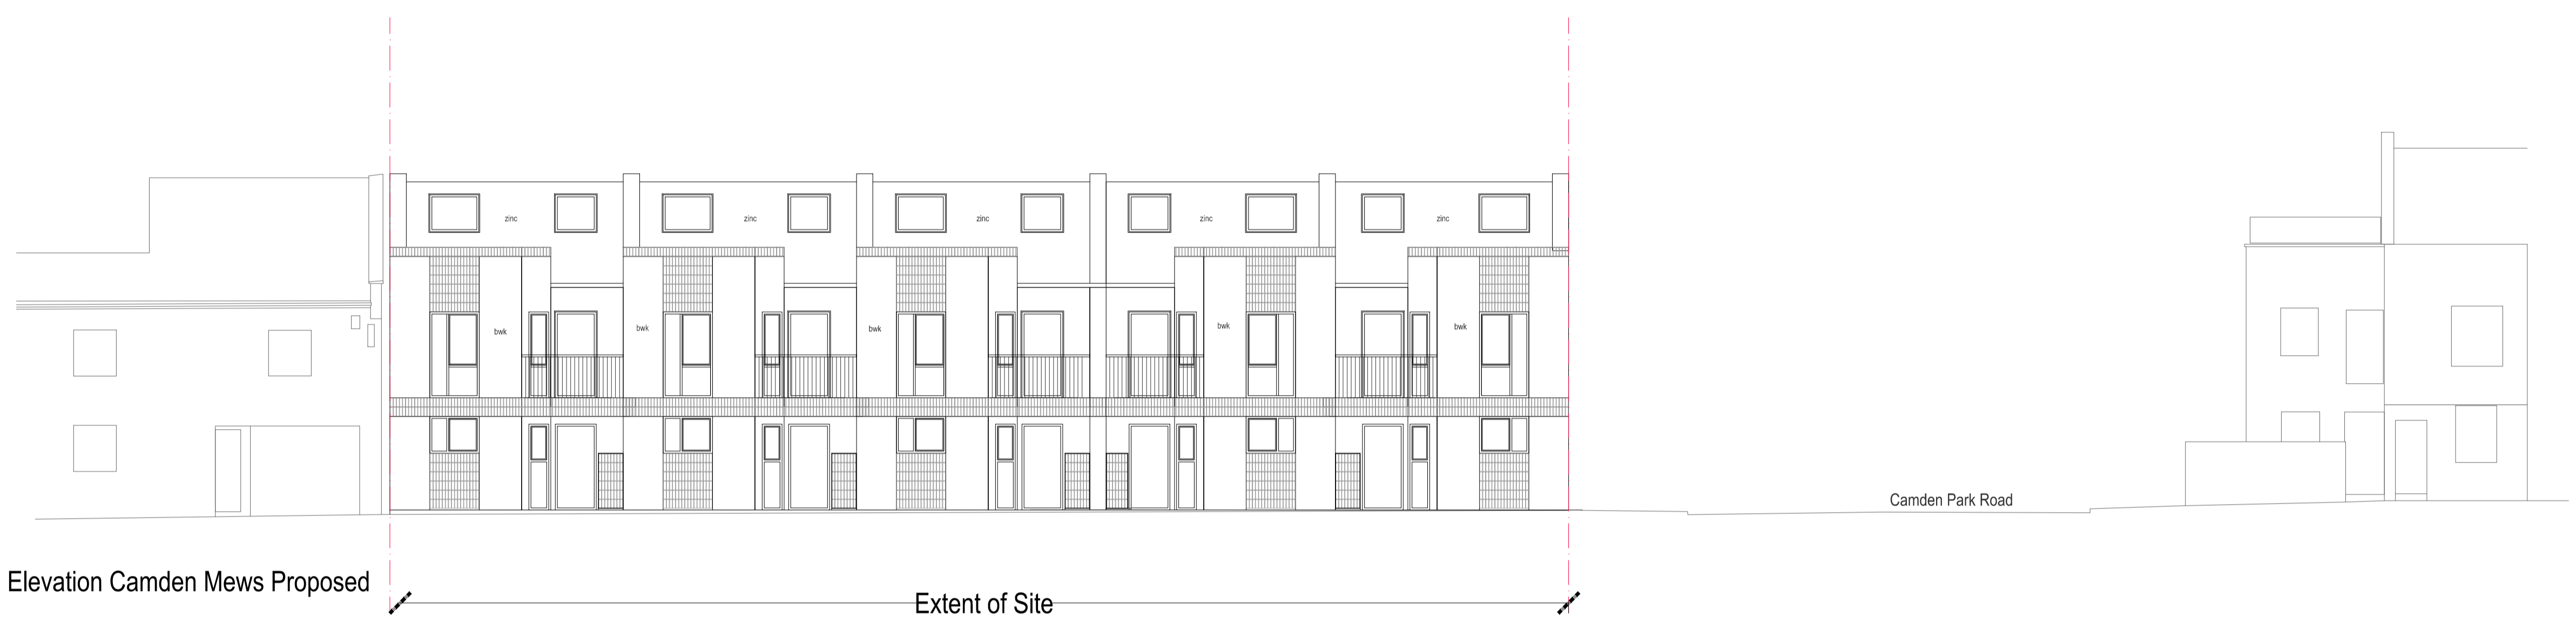 zinc zinc zinc zinc zinc
bwk bwk bwk bwk bwk
Camden Park Road
Elevation Camden Mews Proposed
Extent of Site